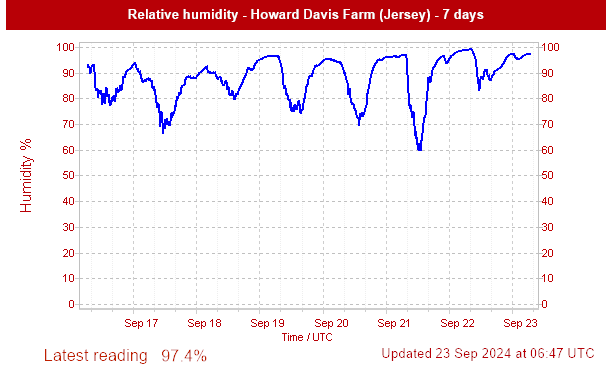 Relative humidity - Howard Davis Farm (Jersey) - 7 days
100 100
90 90
80 80
70 70
60 60
50 50
40 40
30 30
20 20
10 10
0 0
Humidity %
Sep 17 Sep 18 Sep 19 Sep 20 Sep 21 Sep 22 Sep 23
Time / UTC
Latest reading 97.4%
Updated 23 Sep 2024 at 06:47 UTC